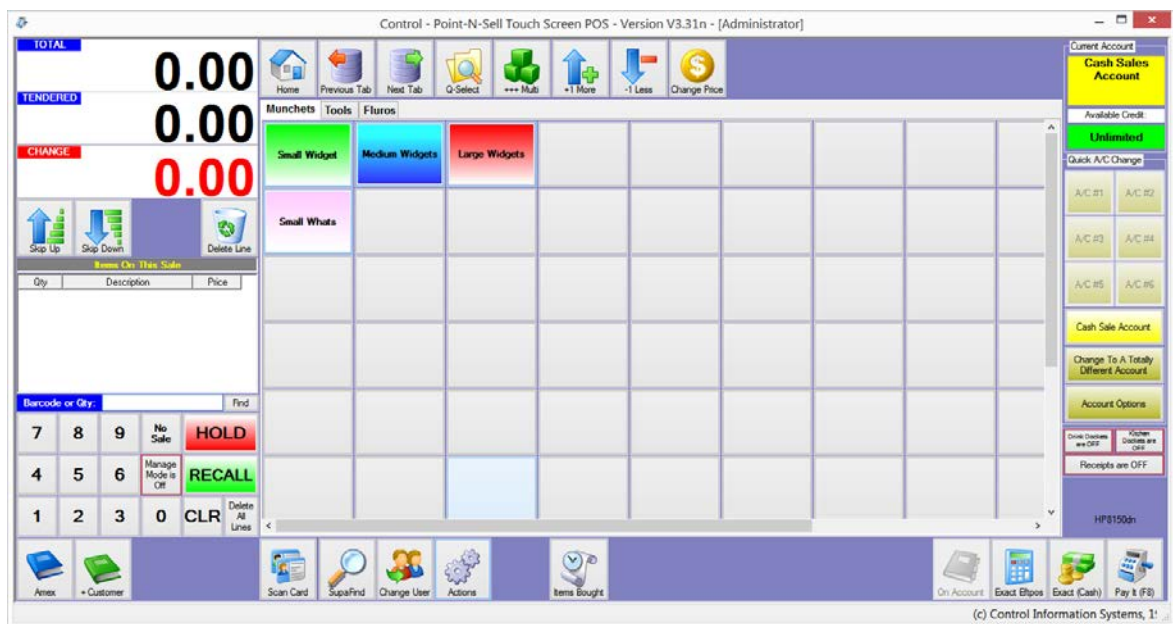 Control - Point-N-Sell Touch Screen POS - Version V3.31n - [Administrator]
TOTAL
0.00
TENDERED
0.00
CHANGE
0.00
Skip Up
Skip Down
Delete Line
Items On This Sale
Qty Description Price
Barcode or Qty:
Find
7 8 9 No Sale HOLD
4 5 6 Manage Mode is Off RECALL
1 2 3 0 CLR Delete All Lines
Home
Previous Tab
Next Tab
Q-Select
+++ Multi
+1 More
-1 Less
Change Price
Munchets Tools Fluros
Small Widget Medium Widgets Large Widgets
Small Whats
Current Account
Cash Sales
Account
Available Credit:
Unlimited
Quick A/C Change
A/C #1 A/C #2
A/C #3 A/C #4
A/C #5 A/C #6
Cash Sale Account
Change To A Totally
Different Account
Account Options
Drink Dockets are OFF
Kitchen Dockets are OFF
Receipts are OFF
HP8150dn
Amex
+ Customer
Scan Card
SupaFind
Change User
Actions
Items Bought
On Account
Exact Eftpos
Exact (Cash)
Pay It (F8)
(c) Control Information Systems, 1